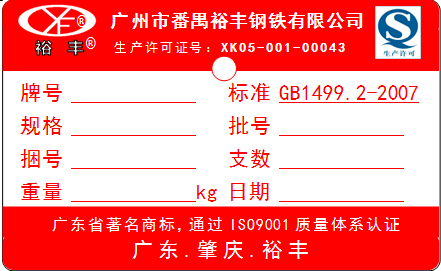 广州市番禺裕丰钢铁有限公司
裕丰® 生产许可证号: XK05-001-00043
生产许可
牌号 标准 GB1499.2-2007
规格 批号
捆号 支数
重量 kg 日期
广东省著名商标,通过 ISO9001 质量体系认证
广东.肇庆.裕丰